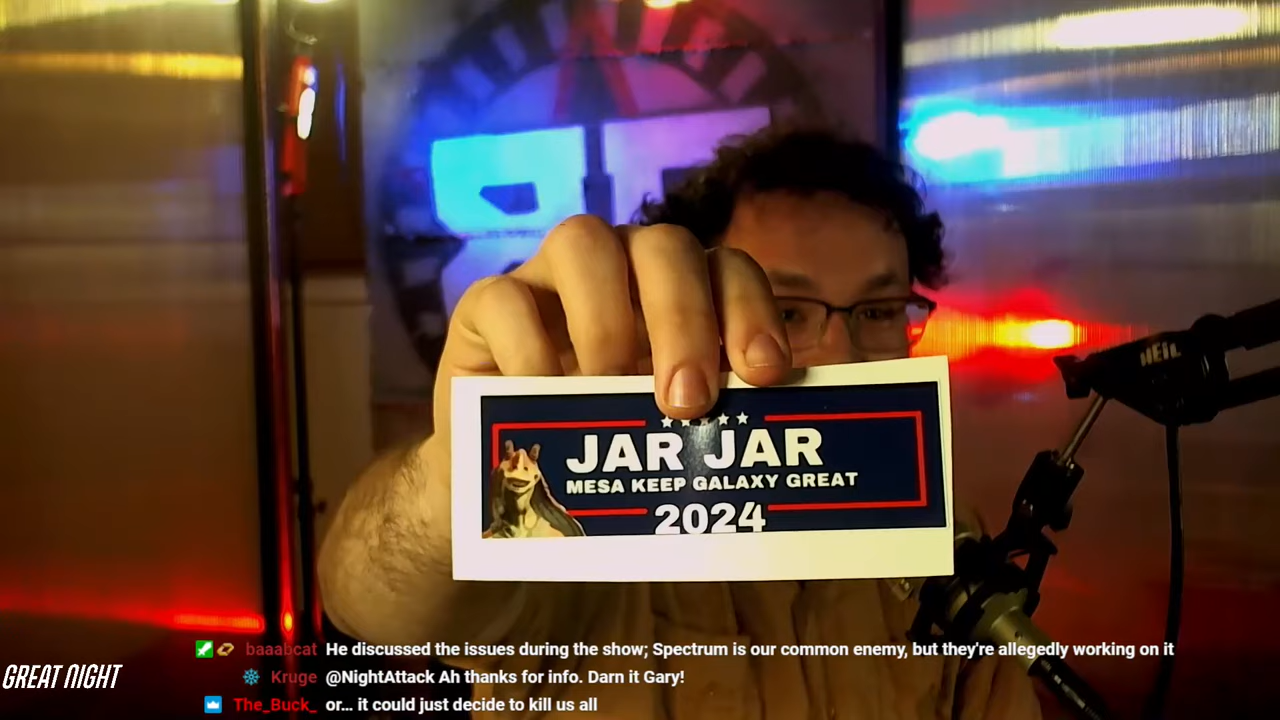 HEiL
JAR JAR
MESA KEEP GALAXY GREAT
2024
baaabcat He discussed the issues during the show; Spectrum is our common enemy, but they're allegedly working on it
GREAT NIGHT
Kruge @NightAttack Ah thanks for info. Darn it Gary!
The_Buck_ or... it could just decide to kill us all